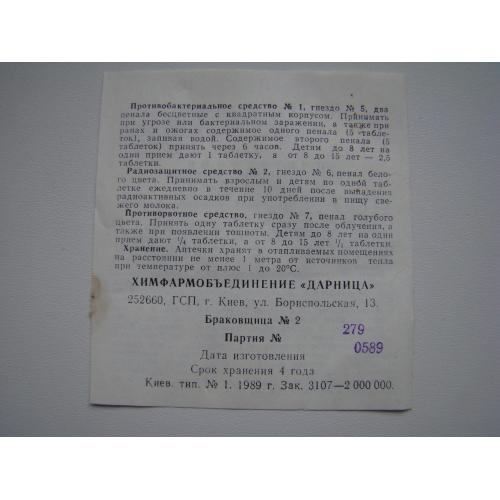 Противобактериальное средство № 1, гнездо № 5, два
пенала бесцветные с квадратным корпусом. Принимать
при угрозе или бактериальном заражении, а также при
ранах и ожогах содержимое одного пенала (5 табле-
ток), запивая водой. Содержимое второго пенала (5
таблеток) принять через 6 часов. Детям до 8 лет на
один прием дают 1 таблетку, а от 8 до 15 лет — 2,5
таблетки.
Радиозащитное средство № 2, гнездо № 6, пенал бело-
го цвета. Принимать взрослым и детям по одной таб-
летке ежедневно в течение 10 дней после выпадения
радиоактивных осадков при употреблении в пищу све-
жего молока.
Противорвотное средство, гнездо № 7, пенал голубого
цвета. Принять одну таблетку сразу после облучения, а
также при появлении тошноты. Детям до 8 лет на один
прием дают ¼ таблетки, а от 8 до 15 лет ½ таблетки.
Хранение. Аптечки хранят в отапливаемых помещениях
на расстоянии не менее 1 метра от источников тепла
при температуре от плюс 1 до 20°С.
ХИМФАРМОБЪЕДИНЕНИЕ «ДАРНИЦА»
252660, ГСП, г. Киев, ул. Бориспольская, 13.
Браковщица № 2
Партия № 279
0589
Дата изготовления
Срок хранения 4 года
Киев. тип. № 1. 1989 г. Зак. 3107—2 000 000.